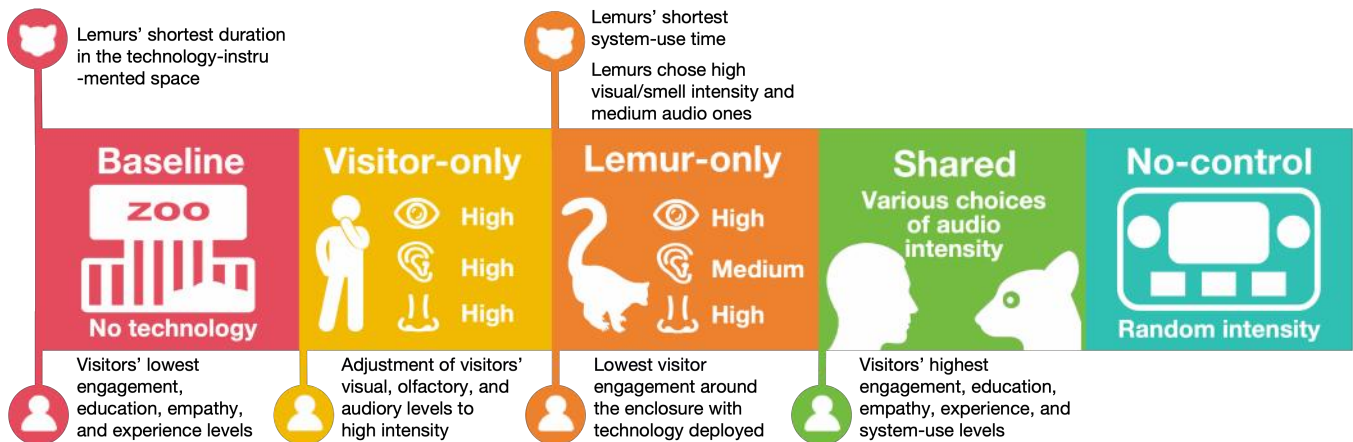 Lemurs’ shortest duration
in the technology-instru
-mented space
Lemurs’ shortest
system-use time
Lemurs chose high
visual/smell intensity and
medium audio ones
Baseline
ZOO
No technology
Visitor-only
High
High
High
Lemur-only
High
Medium
High
Shared
Various choices
of audio
intensity
No-control
Random intensity
Visitors’ lowest
engagement,
education, empathy,
and experience levels
Adjustment of visitors’
visual, olfactory, and
audiory levels to
high intensity
Lowest visitor
engagement around
the enclosure with
technology deployed
Visitors’ highest
engagement, education,
empathy, experience, and
system-use levels